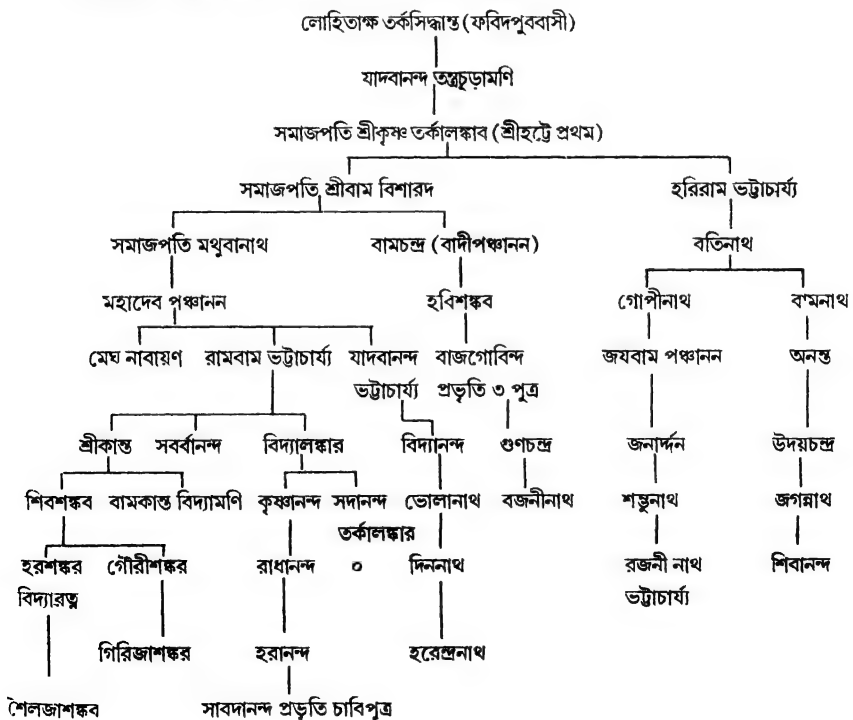 লোহিতাক্ষ তর্কসিদ্ধান্ত (ফবিদপুববাসী)
যাদবানন্দ তন্ত্রচূড়ামণি
সমাজপতি শ্রীকৃষ্ণ তর্কালঙ্কাব (শ্রীহট্টে প্রথম)
সমাজপতি শ্রীবাম বিশারদ হরিরাম ভট্টাচার্য্য
সমাজপতি মথুবানাথ বামচন্দ্র (বাদীপঞ্চানন) বতিনাথ
মহাদেব পঞ্চানন হবিশঙ্কব গোপীনাথ বামনাথ
মেঘ নাবায়ণ রামবাম ভট্টাচার্য্য যাদবানন্দ বাজগোবিন্দ জযবাম পঞ্চানন অনন্ত
ভট্টাচার্য্য প্রভৃতি ৩ পুত্র
শ্রীকান্ত সবর্বানন্দ বিদ্যালঙ্কার বিদ্যানন্দ গুণচন্দ্র জনার্দ্দন উদয়চন্দ্র
শিবশঙ্কব বামকান্ত বিদ্যামণি কৃষ্ণানন্দ সদানন্দ ভোলানাথ বজনীনাথ শম্ভুনাথ জগন্নাথ
তর্কালঙ্কার
হরশঙ্কর গৌরীশঙ্কর রাধানন্দ ০ দিননাথ রজনী নাথ শিবানন্দ
বিদ্যারত্ন ভট্টাচার্য্য
গিরিজাশঙ্কর হরানন্দ হরেন্দ্রনাথ
শৈলজাশঙ্কব সাবদানন্দ প্রভৃতি চাবিপুত্র